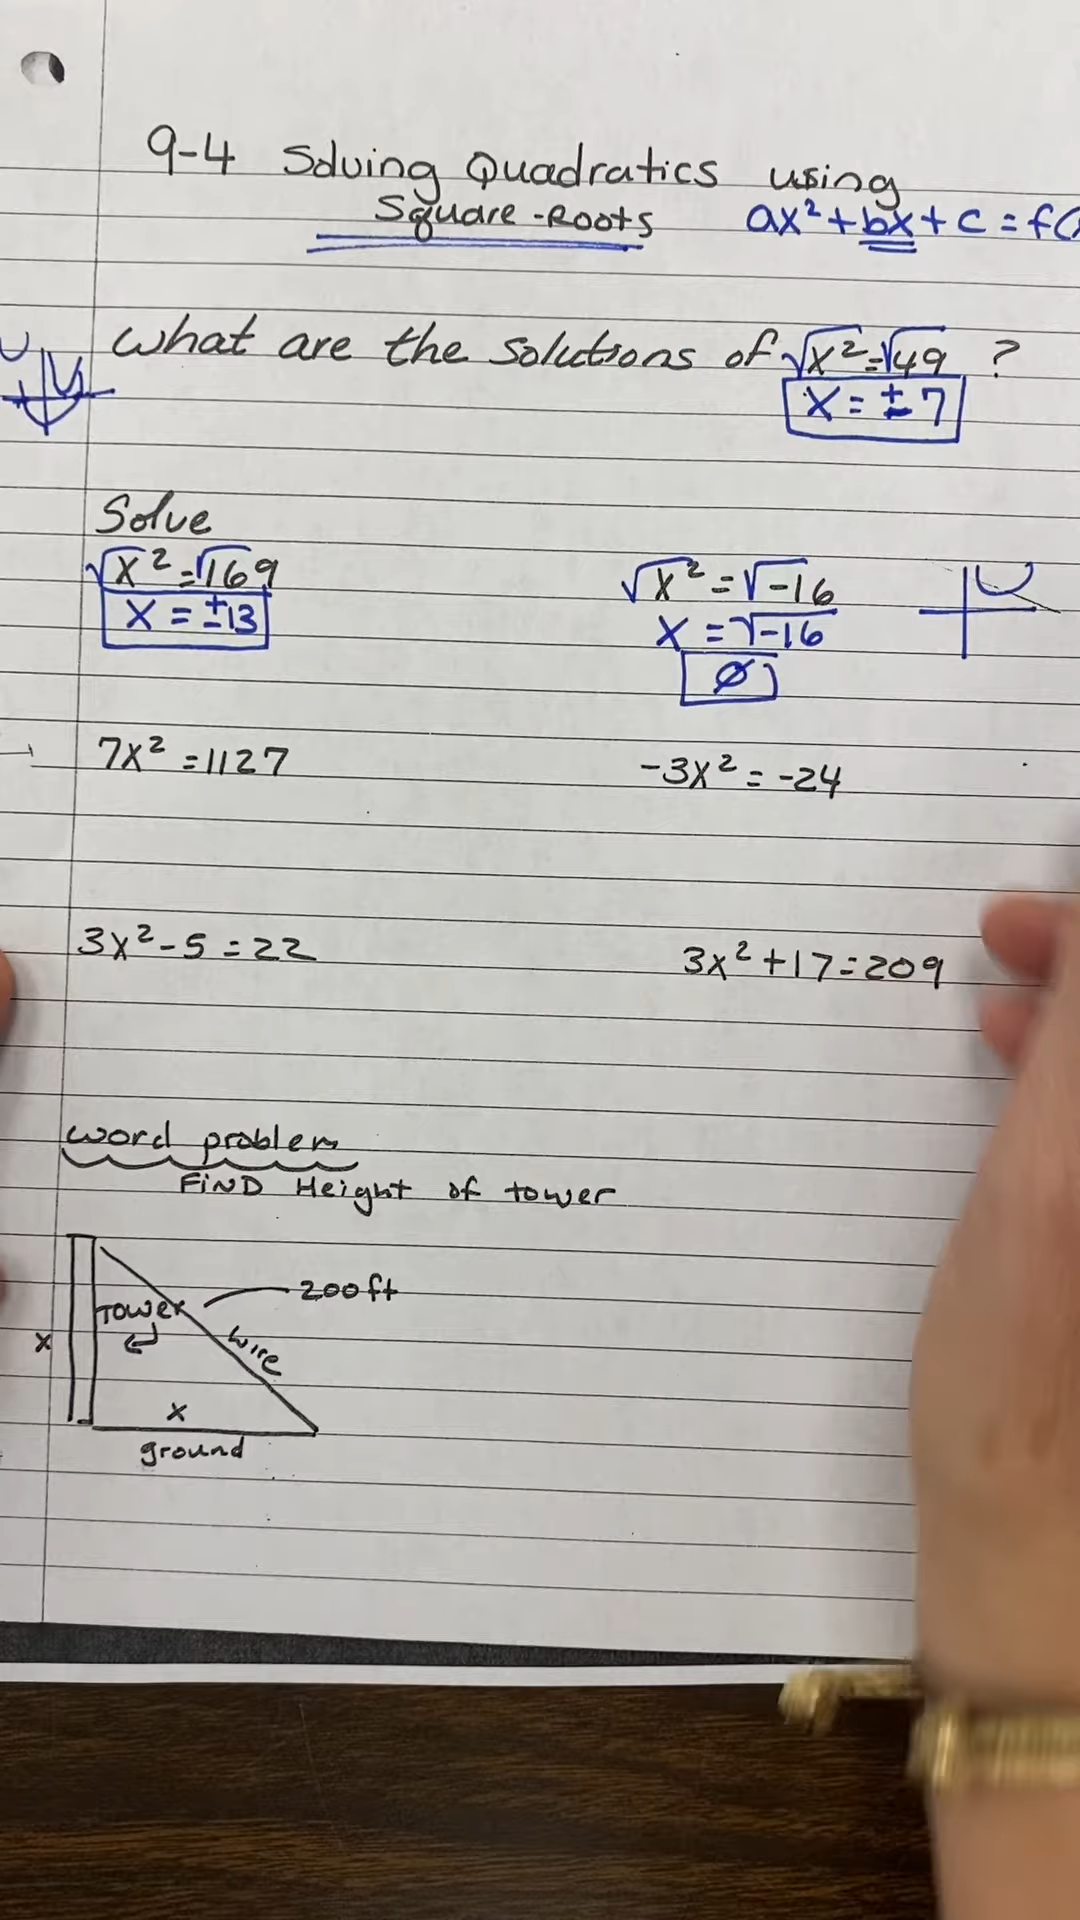 9-4 Solving Quadratics using
Square-Roots ax² + bx + c = f(
What are the solutions of √x² = √49 ?
x = ±7
Solve
√x² = √169
x = ±13
√x² = √-16
x = √-16
∅
7x² = 1127
-3x² = -24
3x² - 5 = 22
3x² + 17 = 209
word problem
FIND Height of tower
200ft
Tower
wire
x
x
ground